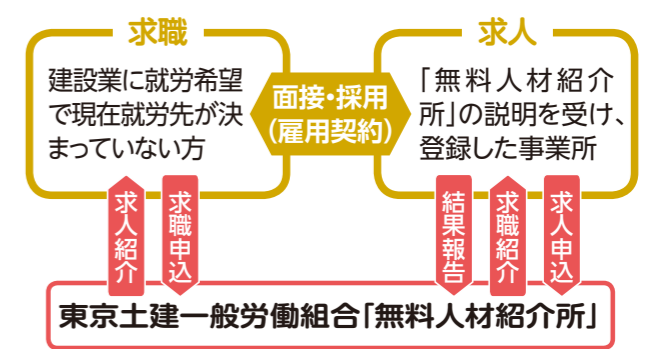 求職
建設業に就労希望
で現在就労先が決
まっていない方
面接・採用
(雇用契約)
求人
「無料人材紹介
所」の説明を受け、
登録した事業所
求人紹介
求職申込
結果報告
求職紹介
求人申込
東京土建一般労働組合「無料人材紹介所」